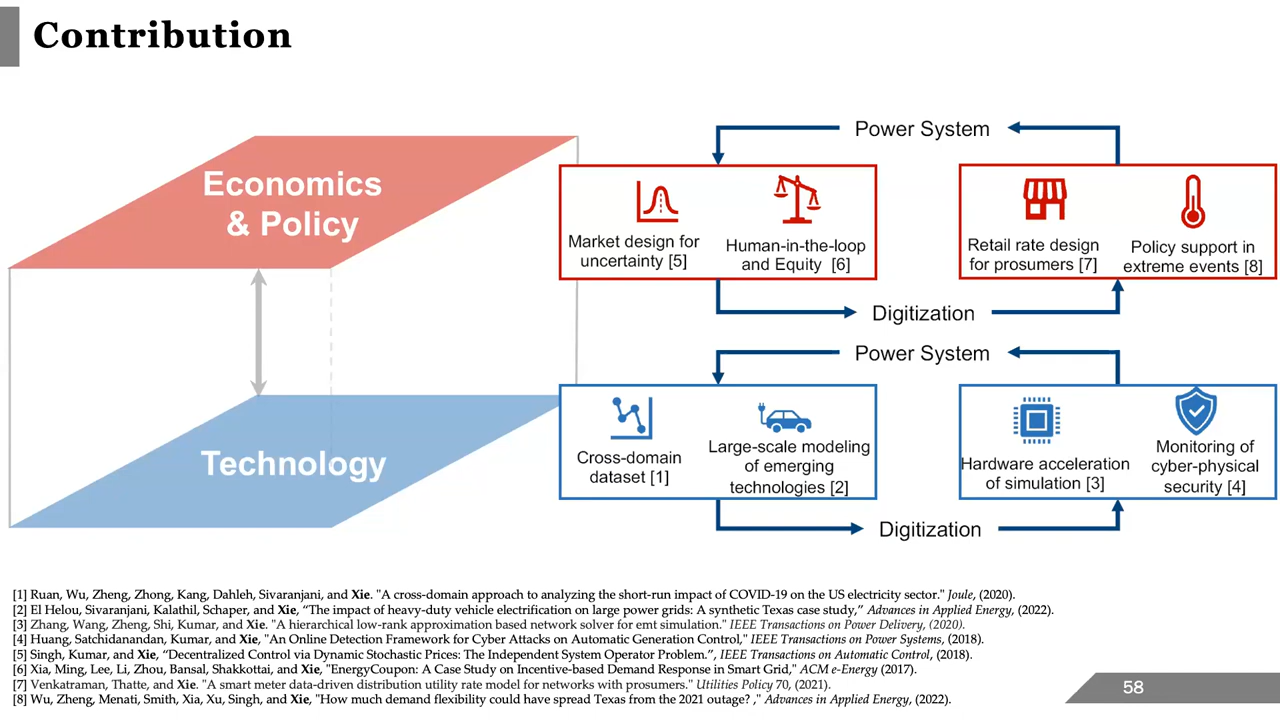 Contribution
Economics
& Policy
Technology
Power System
Market design for
uncertainty [5]
Human-in-the-loop
and Equity [6]
Retail rate design
for prosumers [7]
Policy support in
extreme events [8]
Digitization
Power System
Cross-domain
dataset [1]
Large-scale modeling
of emerging
technologies [2]
Hardware acceleration
of simulation [3]
Monitoring of
cyber-physical
security [4]
Digitization
[1] Ruan, Wu, Zheng, Zhong, Kang, Dahleh, Sivaranjani, and Xie. "A cross-domain approach to analyzing the short-run impact of COVID-19 on the US electricity sector." Joule, (2020).
[2] El Helou, Sivaranjani, Kalathil, Schaper, and Xie, “The impact of heavy-duty vehicle electrification on large power grids: A synthetic Texas case study,” Advances in Applied Energy, (2022).
[3] Zhang, Wang, Zheng, Shi, Kumar, and Xie. "A hierarchical low-rank approximation based network solver for emt simulation." IEEE Transactions on Power Delivery, (2020).
[4] Huang, Satchidanandan, Kumar, and Xie, "An Online Detection Framework for Cyber Attacks on Automatic Generation Control," IEEE Transactions on Power Systems, (2018).
[5] Singh, Kumar, and Xie, “Decentralized Control via Dynamic Stochastic Prices: The Independent System Operator Problem.”, IEEE Transactions on Automatic Control, (2018).
[6] Xia, Ming, Lee, Li, Zhou, Bansal, Shakkottai, and Xie, "EnergyCoupon: A Case Study on Incentive-based Demand Response in Smart Grid," ACM e-Energy (2017).
[7] Venkatraman, Thatte, and Xie. "A smart meter data-driven distribution utility rate model for networks with prosumers." Utilities Policy 70, (2021).
[8] Wu, Zheng, Menati, Smith, Xia, Xu, Singh, and Xie, "How much demand flexibility could have spread Texas from the 2021 outage? ," Advances in Applied Energy, (2022).
58